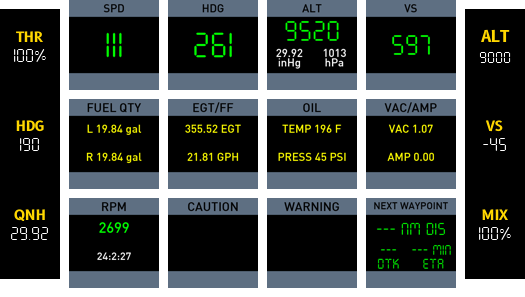 THR
100%
HDG
190
QNH
29.92
SPD
111
HDG
261
ALT
9520
29.92 1013
inHg hPa
VS
597
FUEL QTY
L 19.84 gal
R 19.84 gal
EGT/FF
355.52 EGT
21.81 GPH
OIL
TEMP 196 F
PRESS 45 PSI
VAC/AMP
VAC 1.07
AMP 0.00
RPM
2699
24:2:27
CAUTION
WARNING
NEXT WAYPOINT
--- NM DIS
--- --- MIN
DTK ETA
ALT
9000
VS
-45
MIX
100%